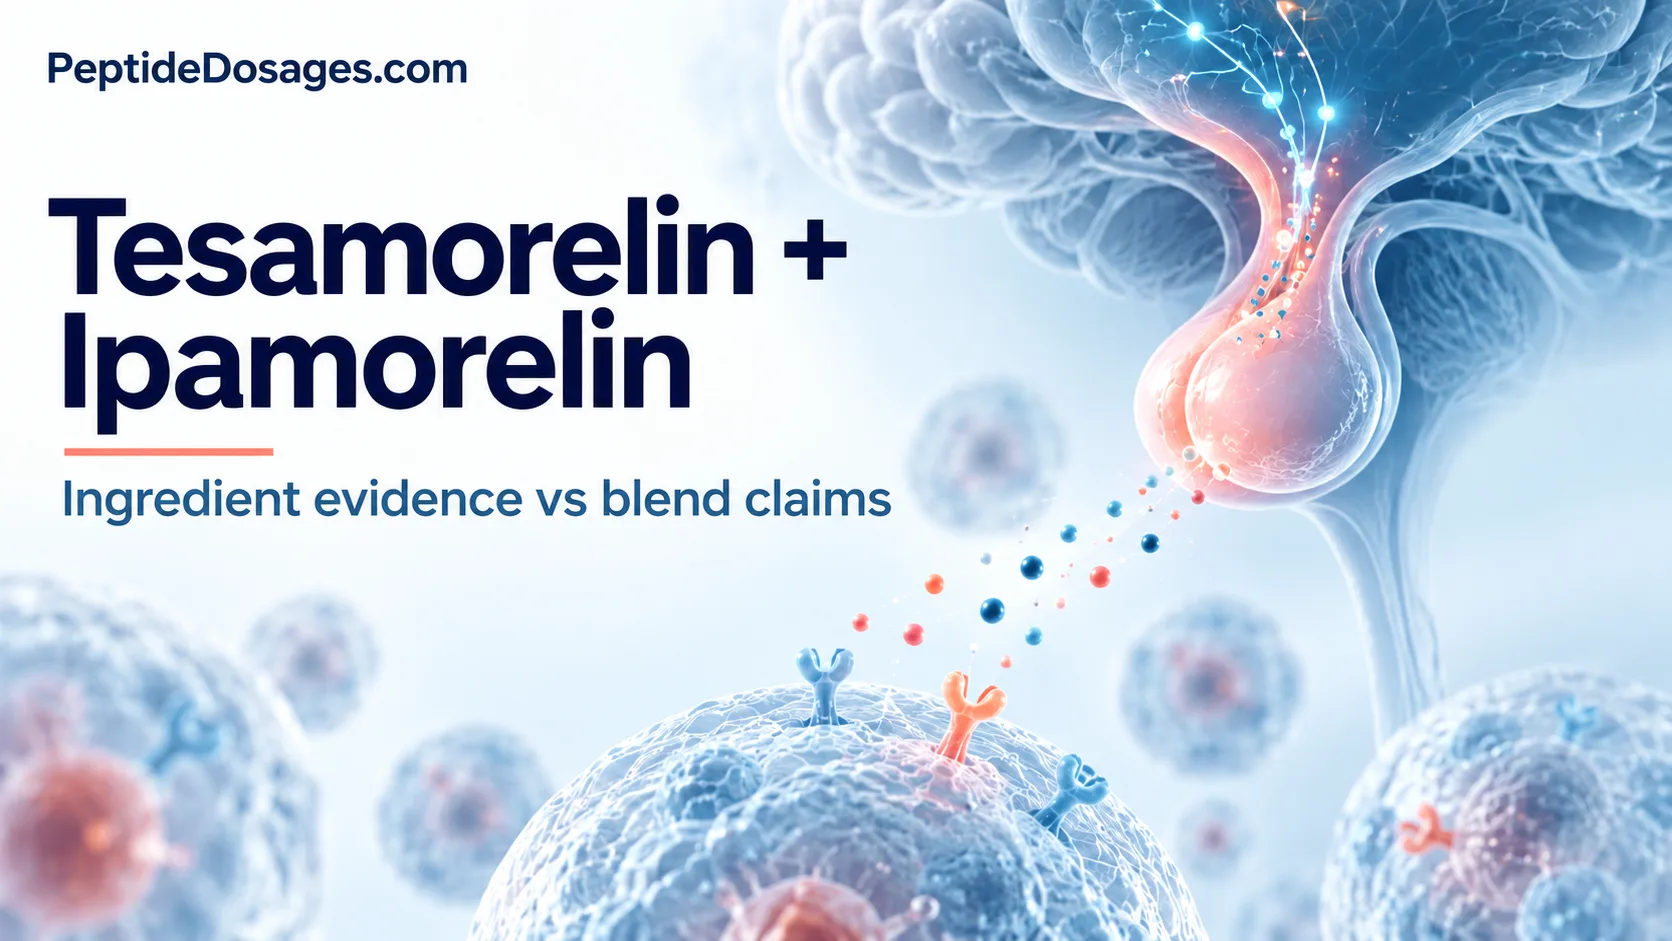 PeptideDosages.com
Tesamorelin +
Ipamorelin
Ingredient evidence vs blend claims